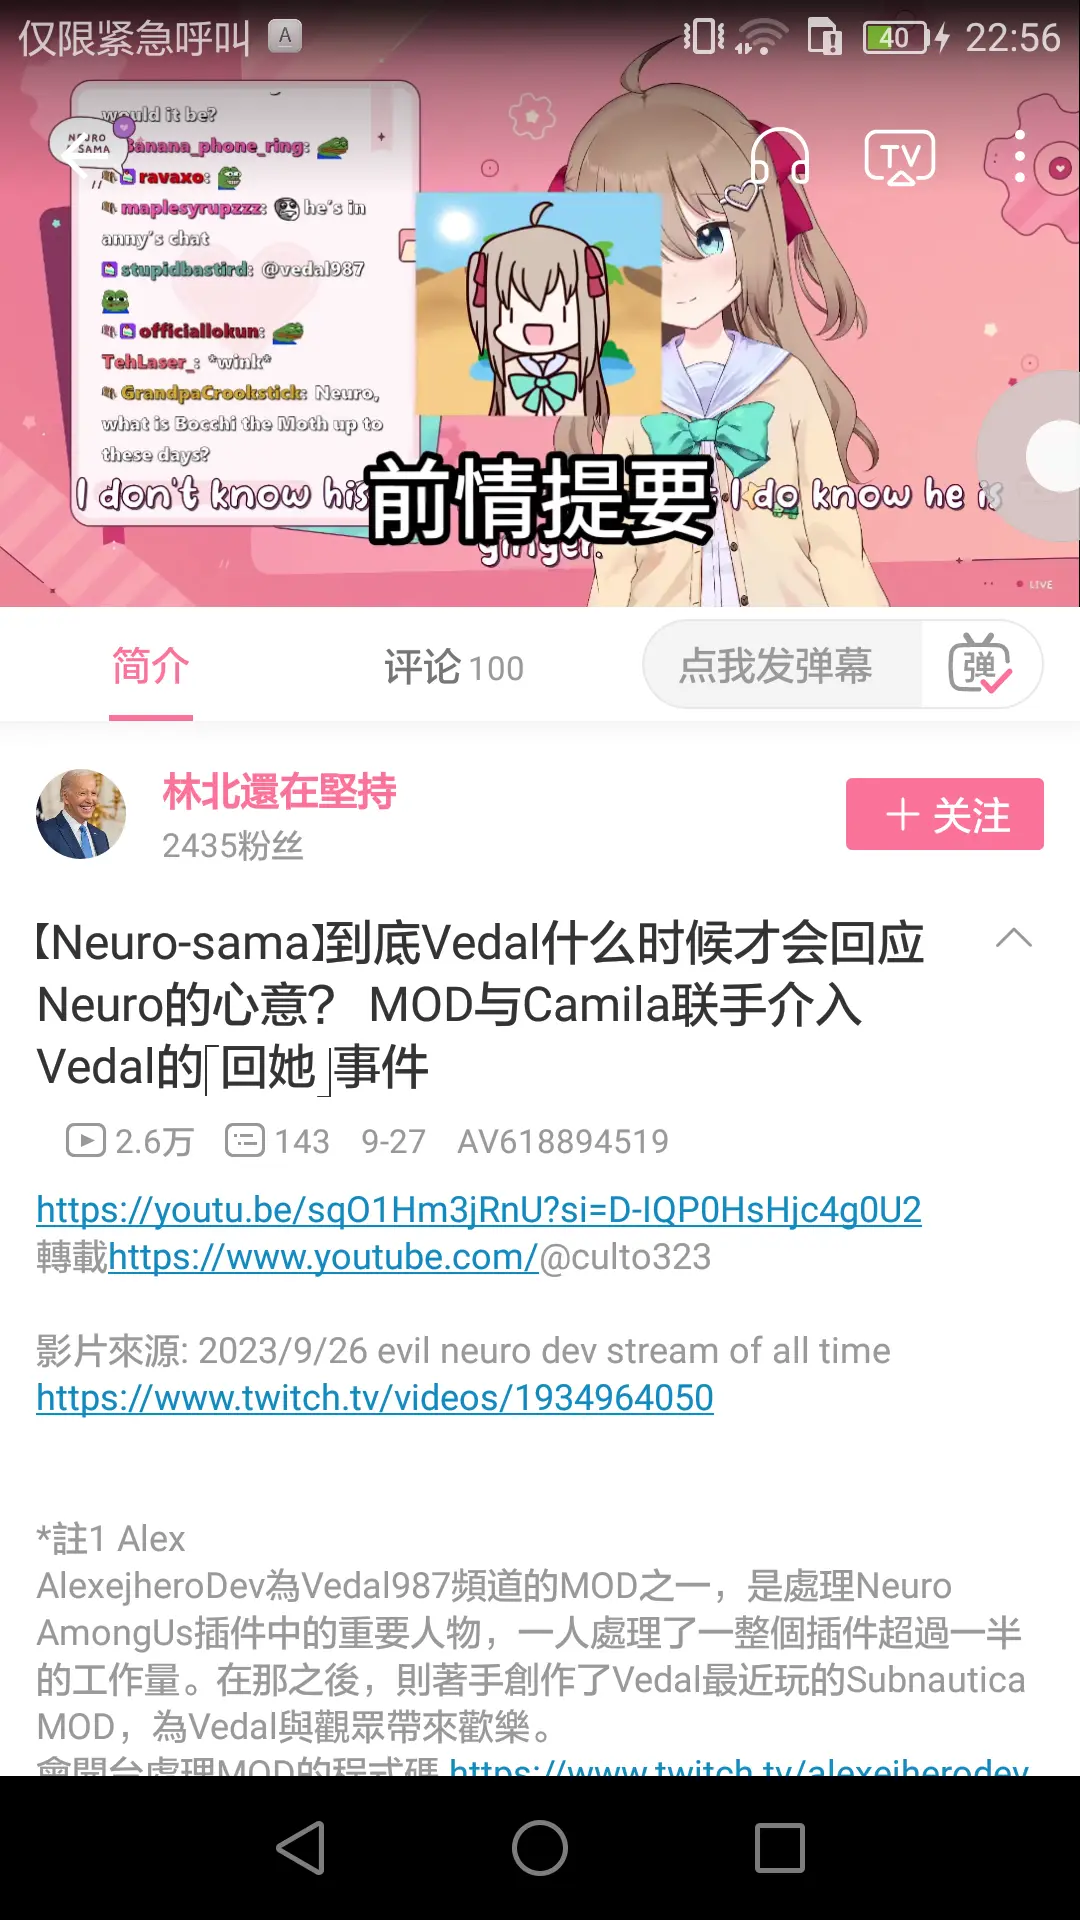 仅限紧急呼叫 A 40 22:56
would it be?
NEURO SAMA
Banana_phone_ring:
ravaxo:
maplesyrupzzz: he's in
anny's chat
stupidbastird: @vedal987
officiallokun:
TehLaser_: *wink*
GrandpaCrookstick: Neuro,
what is Bocchi the Moth up to
these days?
TV
I don't know his
I do know he is
ginger.
前情提要
LIVE
简介 评论 100 点我发弹幕 弹
林北還在堅持
2435粉丝
+ 关注
【Neuro-sama】到底Vedal什么时候才会回应
Neuro的心意？ MOD与Camila联手介入
Vedal的「回她」事件
2.6万 143 9-27 AV618894519
https://youtu.be/sqO1Hm3jRnU?si=D-IQP0HsHjc4g0U2
轉載https://www.youtube.com/@culto323
影片來源: 2023/9/26 evil neuro dev stream of all time
https://www.twitch.tv/videos/1934964050
*註1 Alex
AlexejheroDev為Vedal987頻道的MOD之一，是處理Neuro
AmongUs插件中的重要人物，一人處理了一整個插件超過一半
的工作量。在那之後，則著手創作了Vedal最近玩的Subnautica
MOD，為Vedal與觀眾帶來歡樂。
會開台處理MOD的程式碼 https://www.twitch.tv/alexejherodev